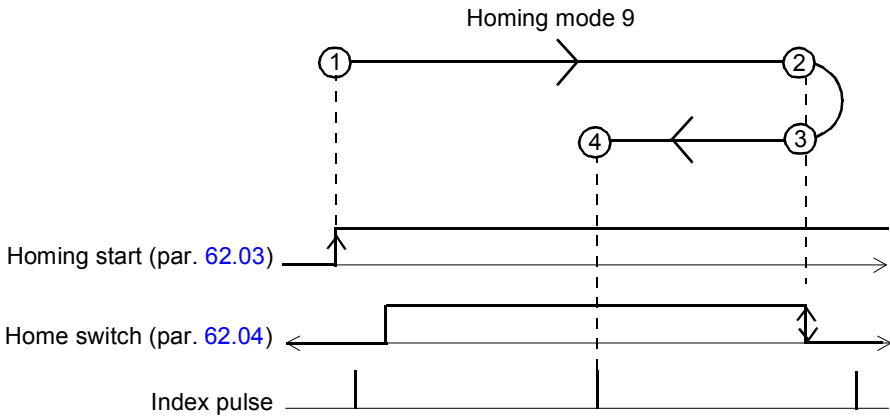 Homing mode 9
1
2
4
3
Homing start (par. 62.03)
Home switch (par. 62.04)
Index pulse